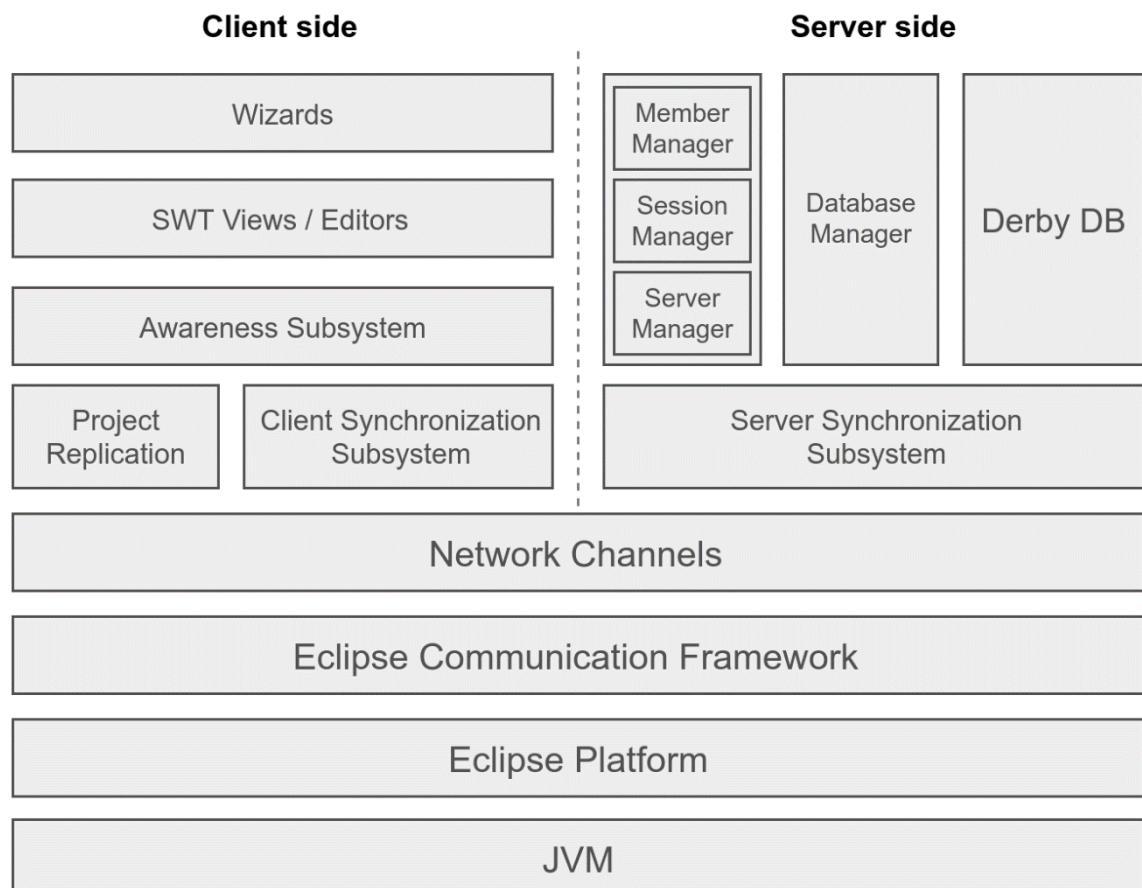 Client side
Server side
Wizards
SWT Views / Editors
Awareness Subsystem
Project
Replication
Client Synchronization
Subsystem
Member
Manager
Session
Manager
Server
Manager
Database
Manager
Derby DB
Server Synchronization
Subsystem
Network Channels
Eclipse Communication Framework
Eclipse Platform
JVM